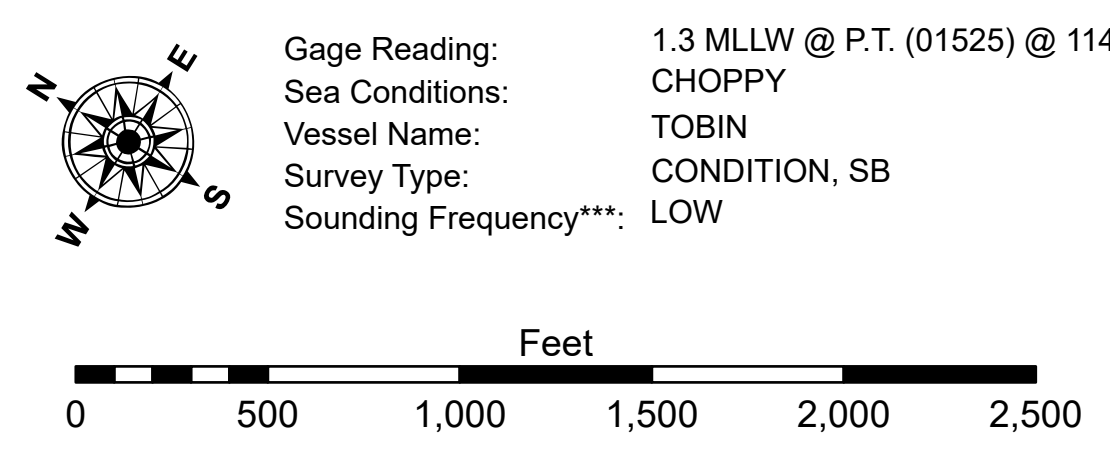 N
E
S
W
Gage Reading: 1.3 MLLW @ P.T. (01525) @ 114
Sea Conditions: CHOPPY
Vessel Name: TOBIN
Survey Type: CONDITION, SB
Sounding Frequency***: LOW
Feet
0 500 1,000 1,500 2,000 2,500